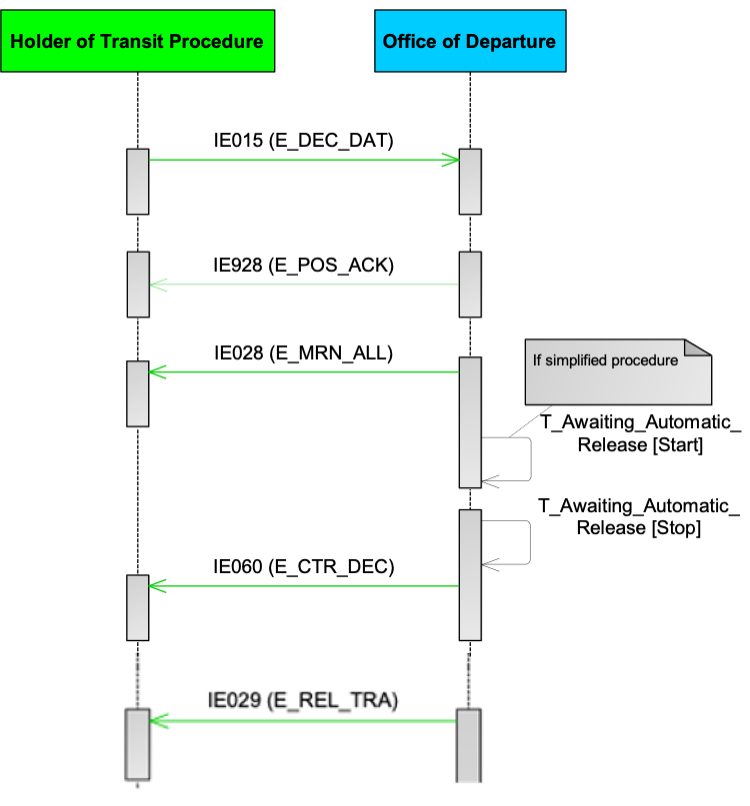 Holder of Transit Procedure
Office of Departure
IE015 (E_DEC_DAT)
IE928 (E_POS_ACK)
IE028 (E_MRN_ALL)
If simplified procedure
T_Awaiting_Automatic_
Release [Start]
T_Awaiting_Automatic_
Release [Stop]
IE060 (E_CTR_DEC)
IE029 (E_REL_TRA)